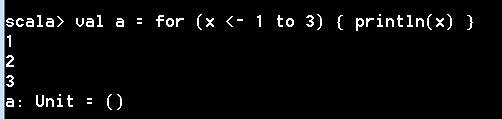 scala> val a = for (x <- 1 to 3) { println(x) }
1
2
3
a: Unit = ()